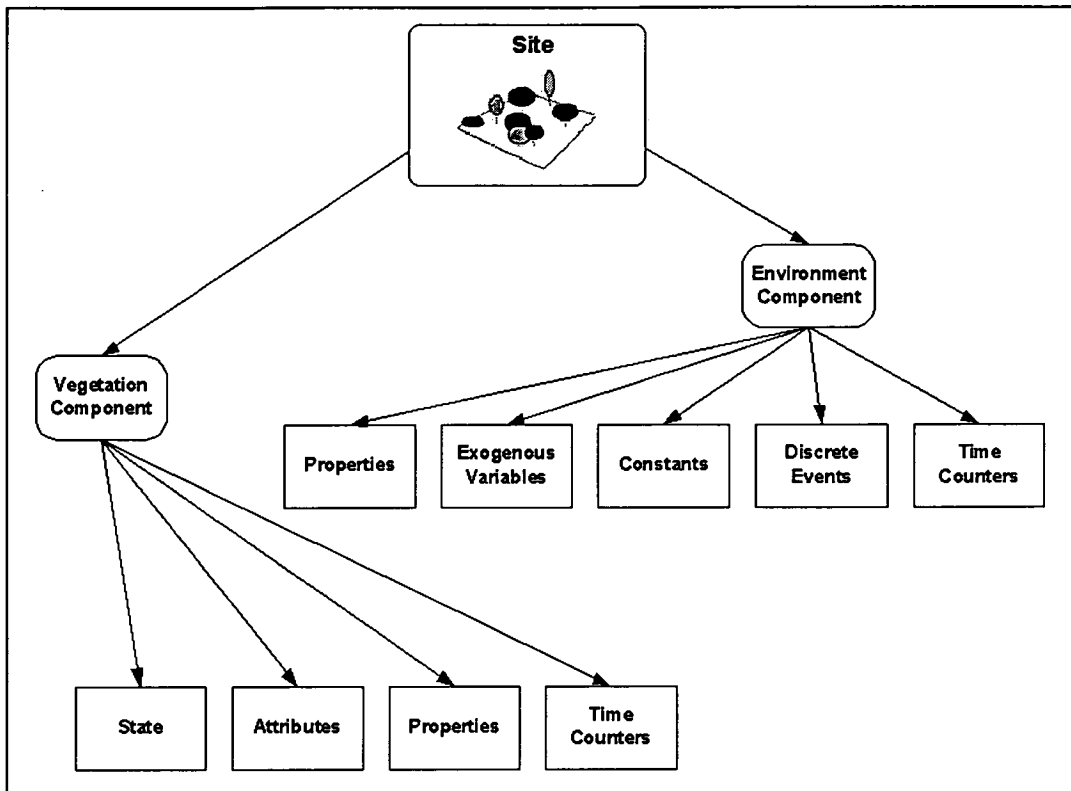 Site
Environment
Component
Vegetation
Component
Properties
Exogenous
Variables
Constants
Discrete
Events
Time
Counters
State
Attributes
Properties
Time
Counters